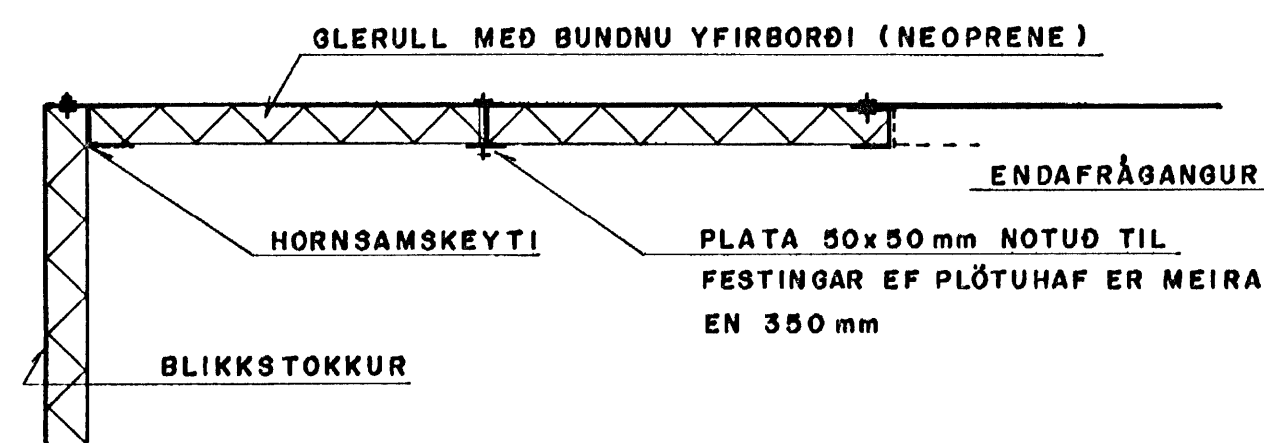 GLERULL MEÐ BUNDNU YFIRBORÐI (NEOPRENE)
ENDAFRÁGANGUR
HORNSAMSKEYTI
PLATA 50x50 mm NOTUÐ TIL
FESTINGAR EF PLÖTUHAF ER MEIRA
EN 350 mm
BLIKKSTOKKUR